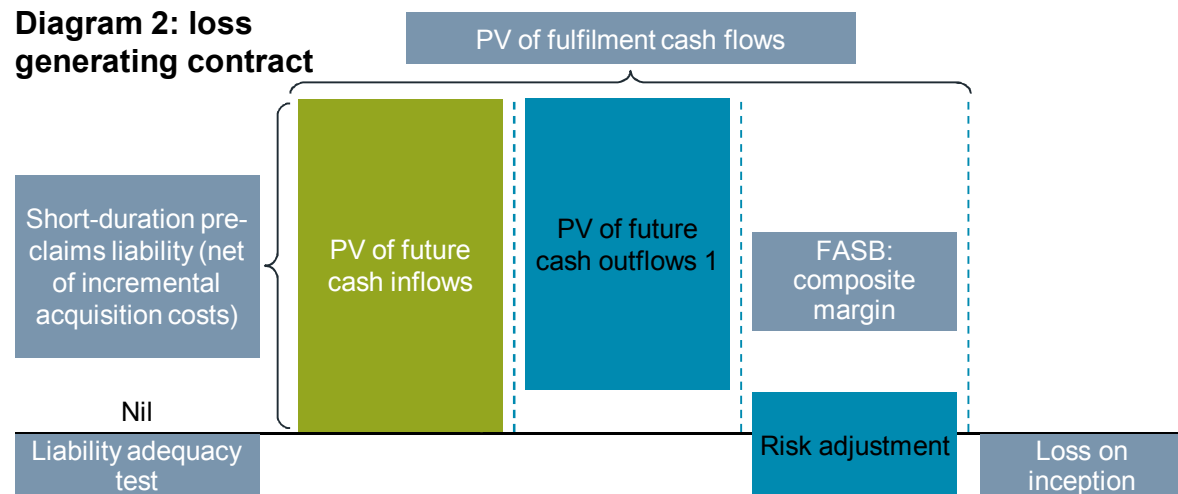 Diagram 2: loss
generating contract
PV of fulfilment cash flows
Short-duration pre-
claims liability (net
of incremental
acquisition costs)
PV of future
cash inflows
PV of future
cash outflows 1
FASB:
composite
margin
Nil
Liability adequacy
test
Risk adjustment
Loss on
inception